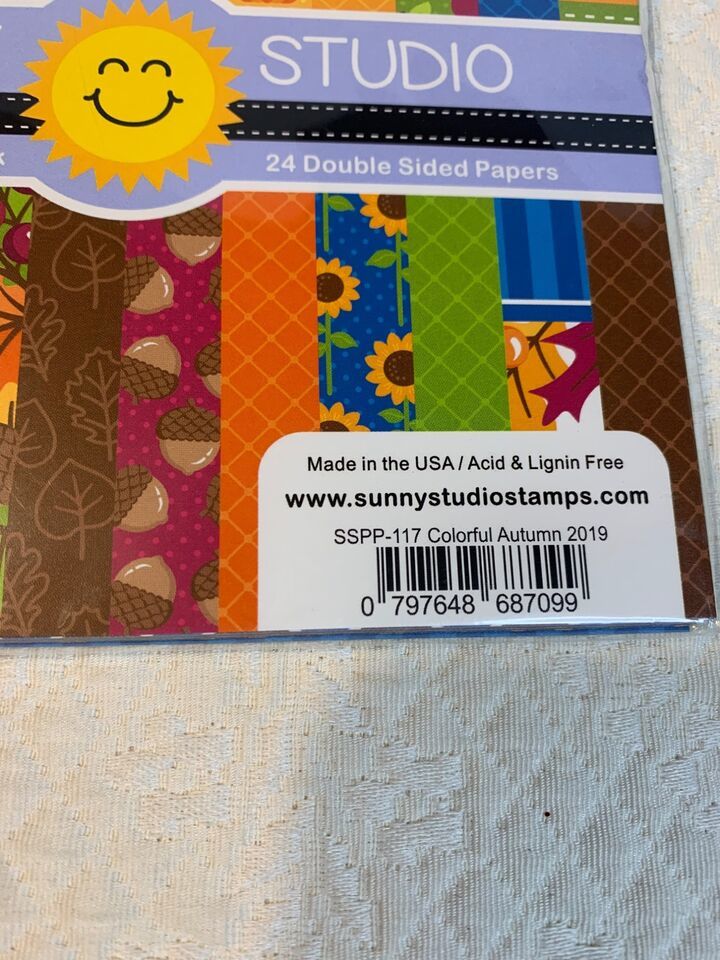 STUDIO
24 Double Sided Papers
Made in the USA / Acid & Lignin Free
www.sunnystudiostamps.com
SSPP-117 Colorful Autumn 2019
0 797648 687099